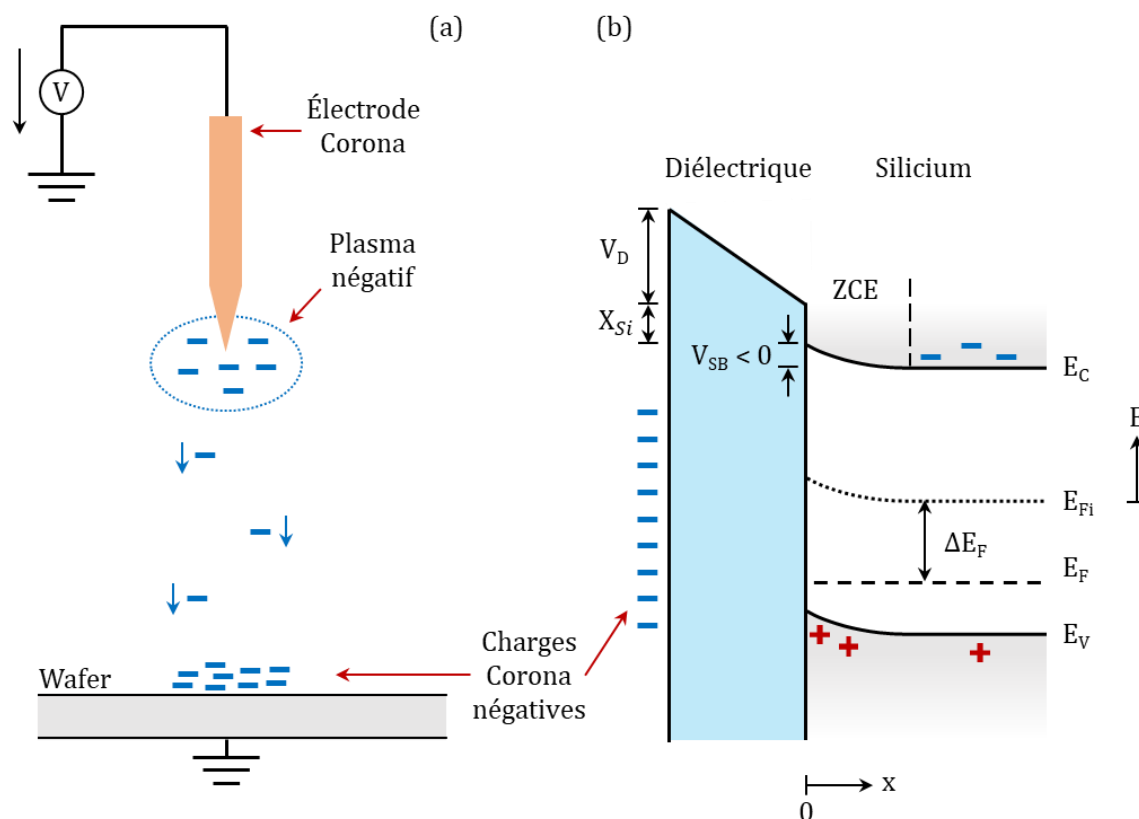 (a)
V
Électrode
Corona
Plasma
négatif
Wafer
Charges
Corona
négatives
(b)
Diélectrique
Silicium
V_D
X_Si
ZCE
V_SB < 0
E_C
E
E_Fi
ΔE_F
E_F
E_V
0
x